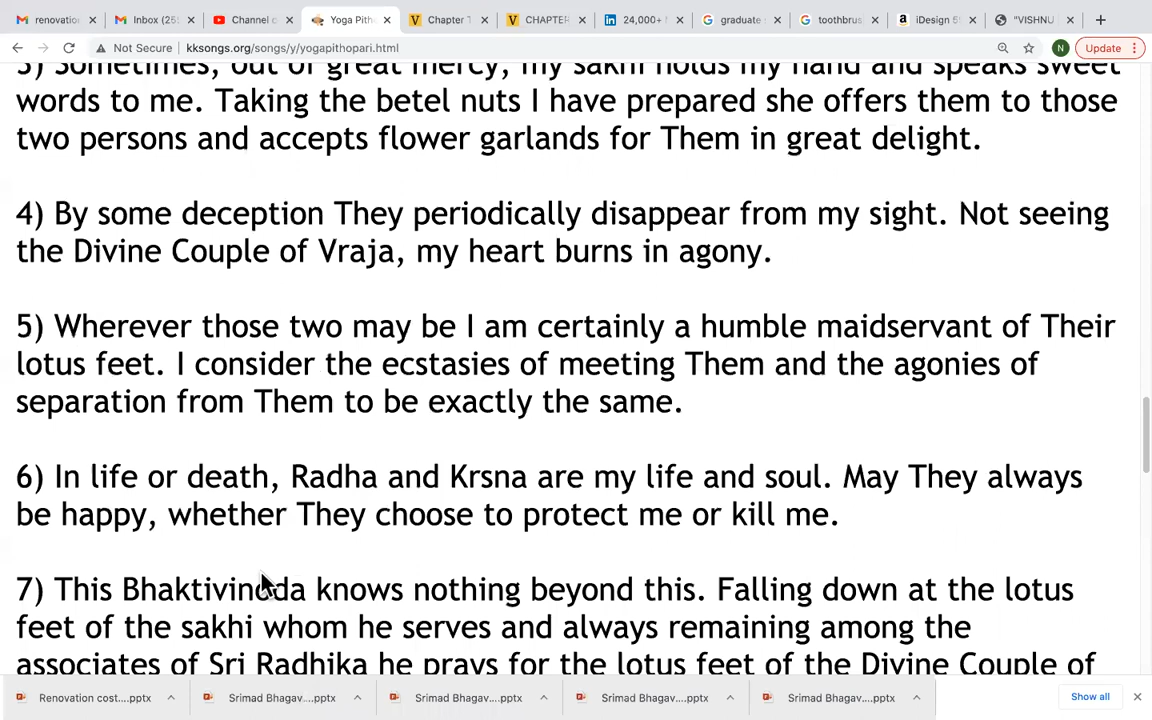 renovation
Inbox (25
Channel c
Yoga Pith
Chapter T
CHAPTER
24,000+ N
graduate s
toothbrus
iDesign 5
"VISHNU
Not Secure
kksongs.org/songs/y/yogapithopari.html
N
Update
3) Sometimes, out of great mercy, my sakhi holds my hand and speaks sweet
words to me. Taking the betel nuts I have prepared she offers them to those
two persons and accepts flower garlands for Them in great delight.
4) By some deception They periodically disappear from my sight. Not seeing
the Divine Couple of Vraja, my heart burns in agony.
5) Wherever those two may be I am certainly a humble maidservant of Their
lotus feet. I consider the ecstasies of meeting Them and the agonies of
separation from Them to be exactly the same.
6) In life or death, Radha and Krsna are my life and soul. May They always
be happy, whether They choose to protect me or kill me.
7) This Bhaktivinoda knows nothing beyond this. Falling down at the lotus
feet of the sakhi whom he serves and always remaining among the
associates of Sri Radhika he prays for the lotus feet of the Divine Couple of
Renovation cost....pptx
Srimad Bhagav....pptx
Srimad Bhagav....pptx
Srimad Bhagav....pptx
Srimad Bhagav....pptx
Show all